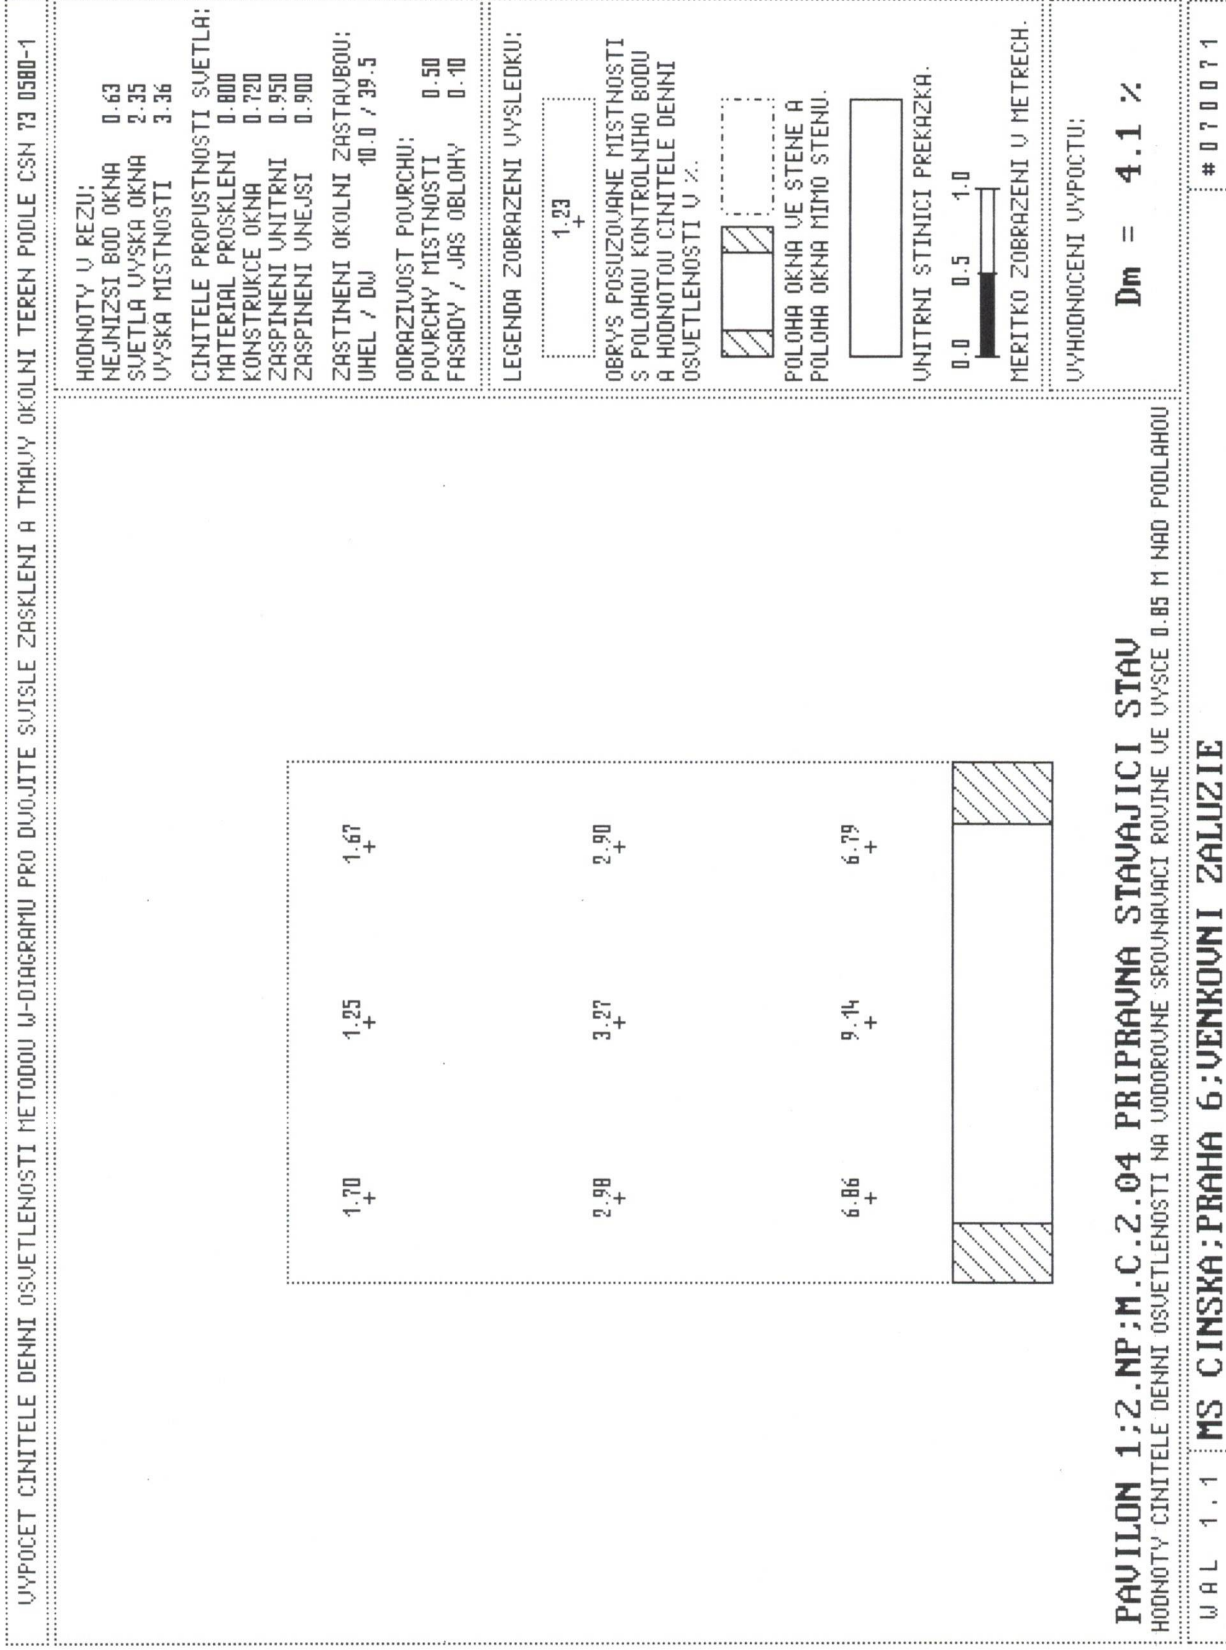 VYPOCET CINITELE DENNI OSVETLENOSTI METODOU W-DIAGRAMU PRO DVOJITE SVISLE ZASKLENI A TMAVY OKOLNI TEREN PODLE CSN 73 0580-1
1.70
1.25
1.67
2.98
3.27
2.90
6.86
9.14
6.79
PAVILON 1;2.NP;M.C.2.04 PRIPRAVNA STAVAJICI STAV
HODNOTY CINITELE DENNI OSVETLENOSTI NA VODOROVNE SROVNAVACI ROVINE VE VYSCE 0.85 M NAD PODLAHOU
HODNOTY V REZU:
NEJNIZSI BOD OKNA 0.63
SVETLA VYSKA OKNA 2.35
VYSKA MISTNOSTI 3.36
CINITELE PROPUSTNOSTI SVETLA:
MATERIAL PROSKLENI 0.800
KONSTRUKCE OKNA 0.720
ZASPINENI VNITRNI 0.950
ZASPINENI VNEJSI 0.900
ZASTINENI OKOLNI ZASTAVBOU:
UHEL / DW 10.0 / 39.5
ODRAZIVOST POVRCHU:
POVRCHY MISTNOSTI 0.50
FASADY / JAS OBLOHY 0.10
LEGENDA ZOBRAZENI VYSLEDKU:
1.23
OBRYS POSUZOVANE MISTNOSTI
S POLOHOU KONTROLNIHO BODU
A HODNOTOU CINITELE DENNI
OSVETLENOSTI V %.
POLOHA OKNA VE STENE A
POLOHA OKNA MIMO STENU.
VNITRNI STINICI PREKAZKA.
0.0 0.5 1.0
MERITKO ZOBRAZENI V METRECH.
VYHODNOCENI VYPOCTU:
Dm = 4.1 %
WAL 1.1
MS CINSKA;PRAHA 6;VENKOVNI ZALUZIE
#070071